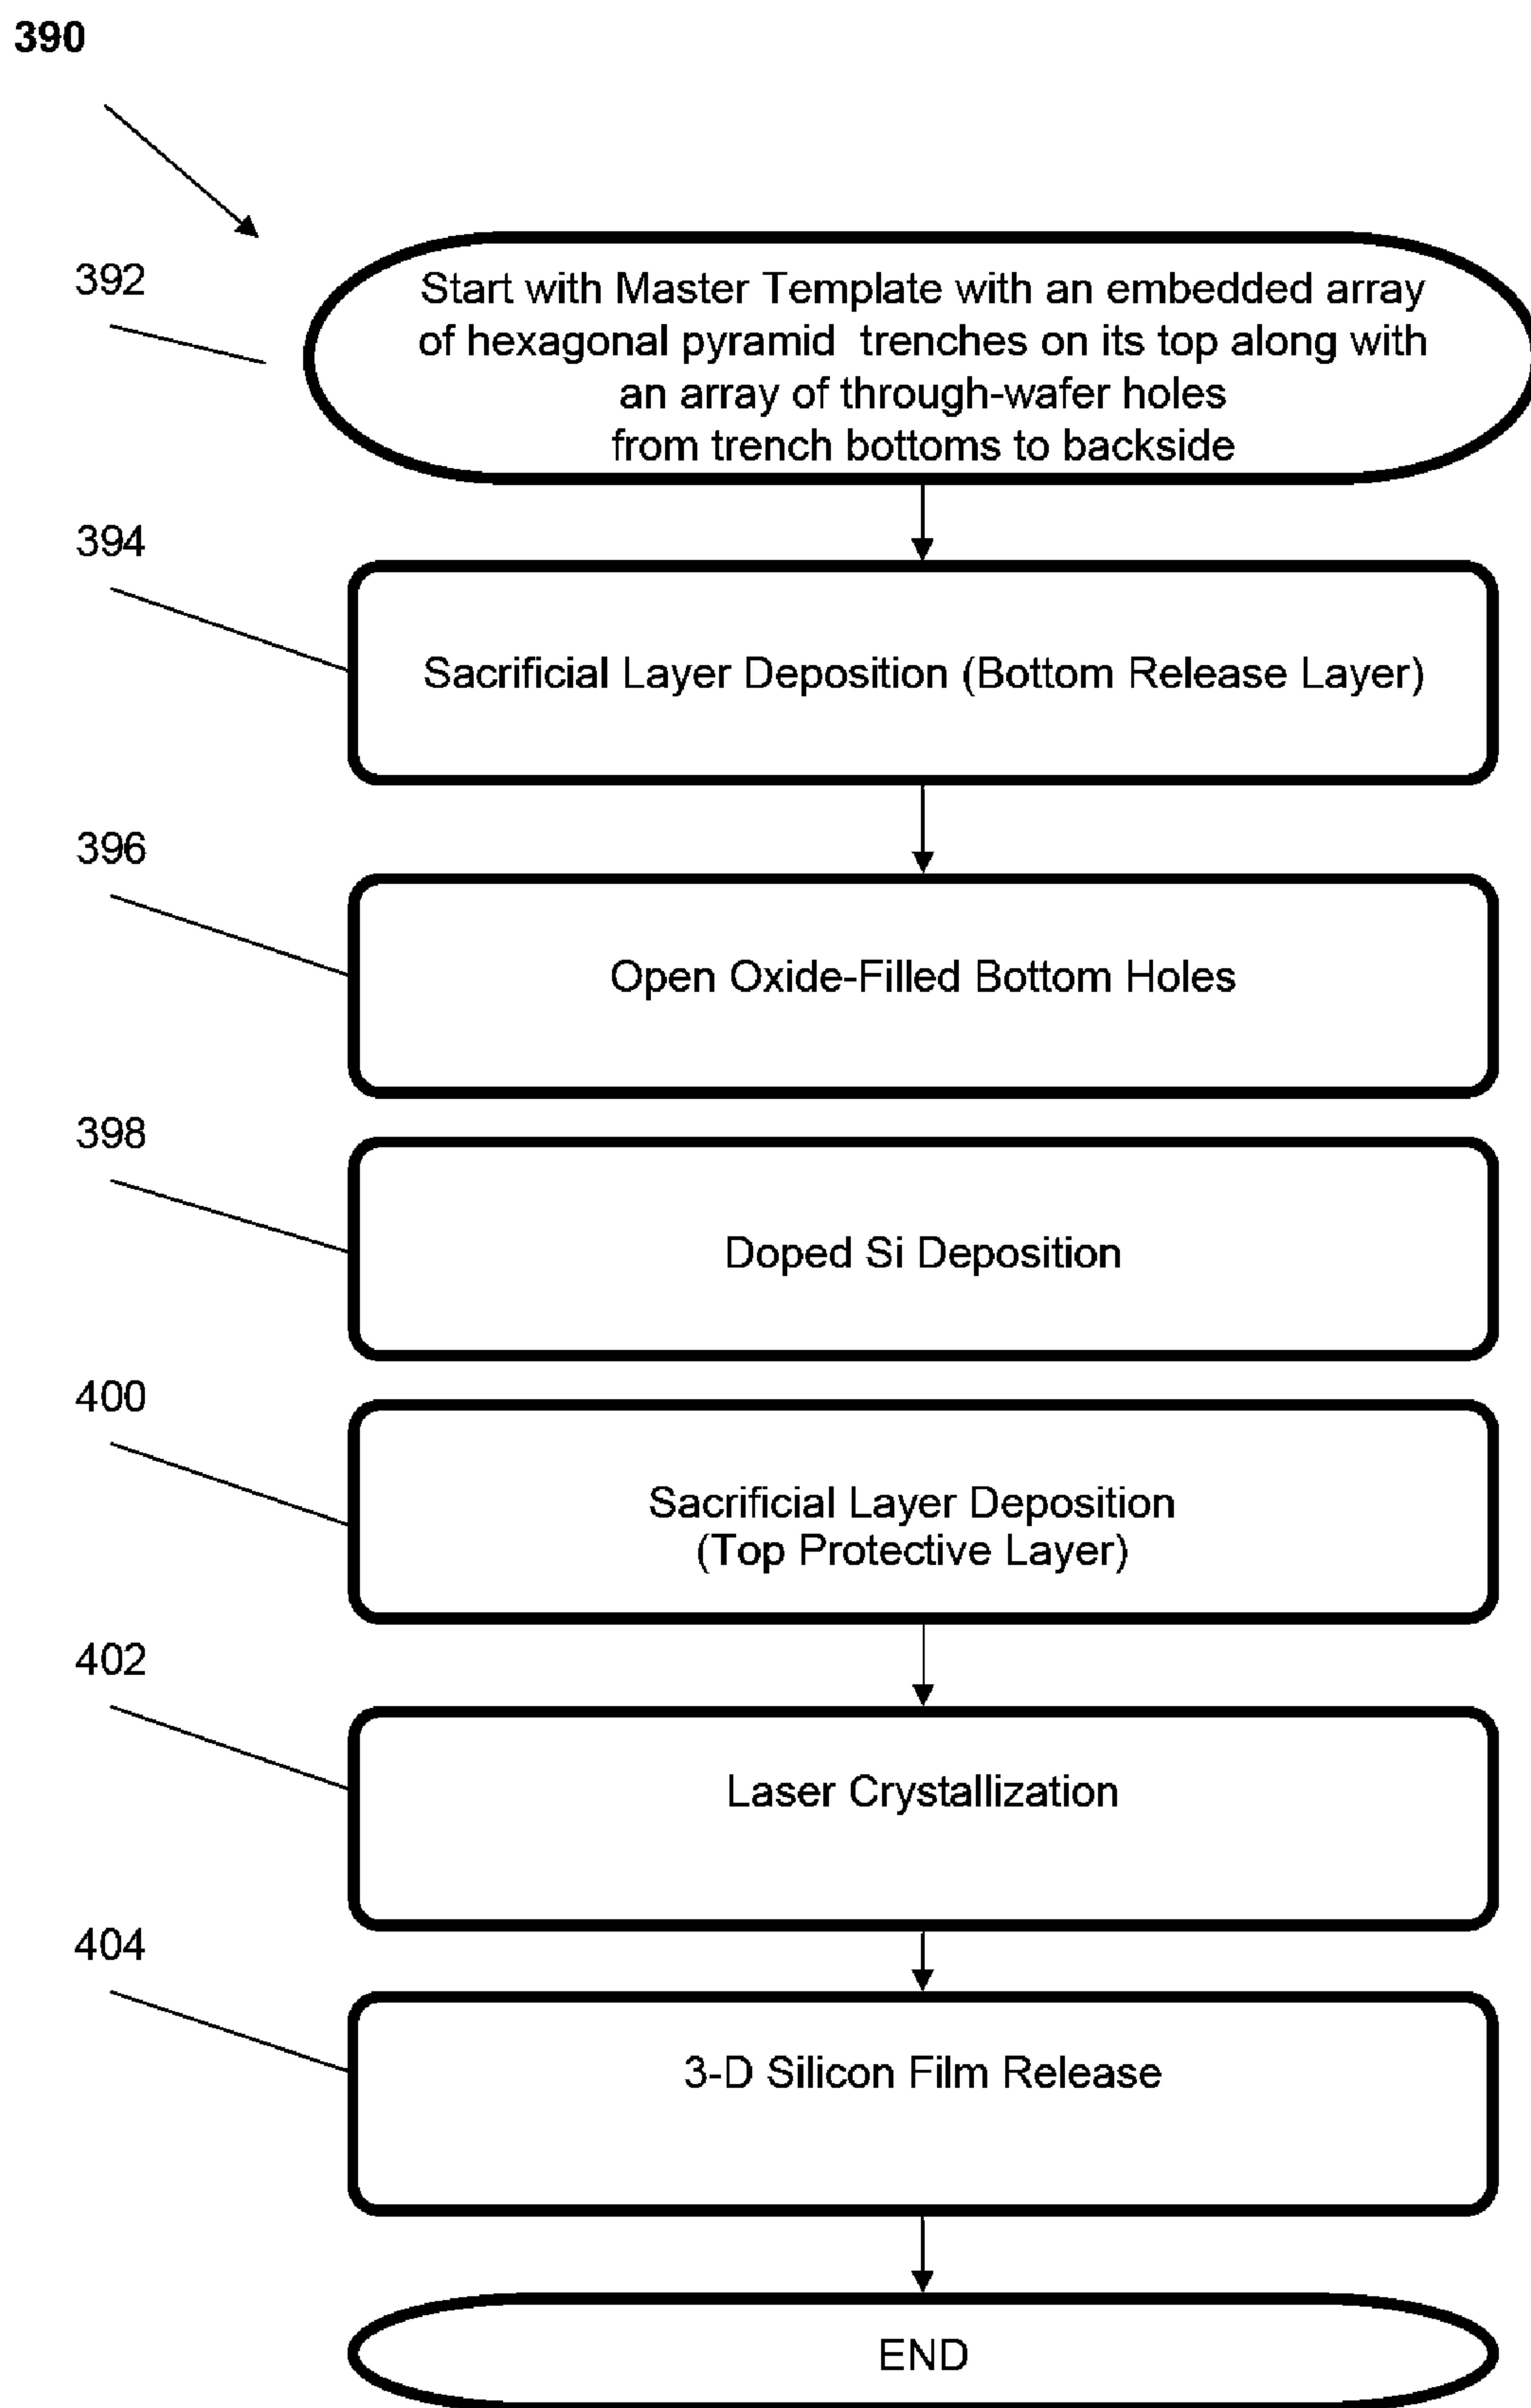 390
392
Start with Master Template with an embedded array
of hexagonal pyramid trenches on its top along with
an array of through-wafer holes
from trench bottoms to backside
394
Sacrificial Layer Deposition (Bottom Release Layer)
396
Open Oxide-Filled Bottom Holes
398
Doped Si Deposition
400
Sacrificial Layer Deposition
(Top Protective Layer)
402
Laser Crystallization
404
3-D Silicon Film Release
END